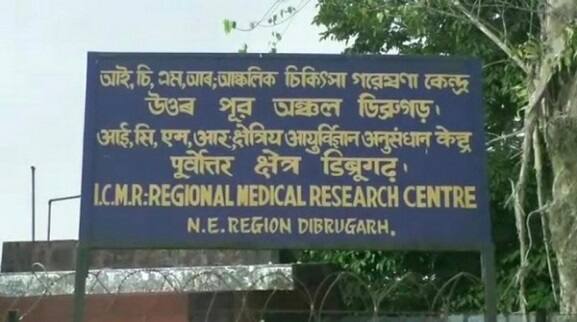 আই, চি, এম, আৰ; আঞ্চলিক চিকিৎসা গৱেষণা কেন্দ্ৰ
উত্তৰ পূব অঞ্চল ডিব্ৰুগড়।
आई, सी, एम, आर, क्षेत्रिय आयुर्विज्ञान अनुसंधान केन्द्र
पूर्वोत्तर क्षेत्र डिब्रूगढ़।
I.C.M.R:-REGIONAL MEDICAL RESEARCH CENTRE
N.E. REGION DIBRUGARH.